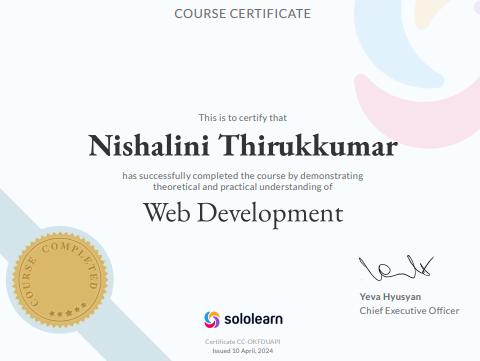 COURSE CERTIFICATE
This is to certify that
Nishalini Thirukkumar
has successfully completed the course by demonstrating
theoretical and practical understanding of
Web Development
COURSE COMPLETED
Yeva Hyusyan
Chief Executive Officer
sololearn
Certificate CC-OKFDUAPI
Issued 10 April, 2024